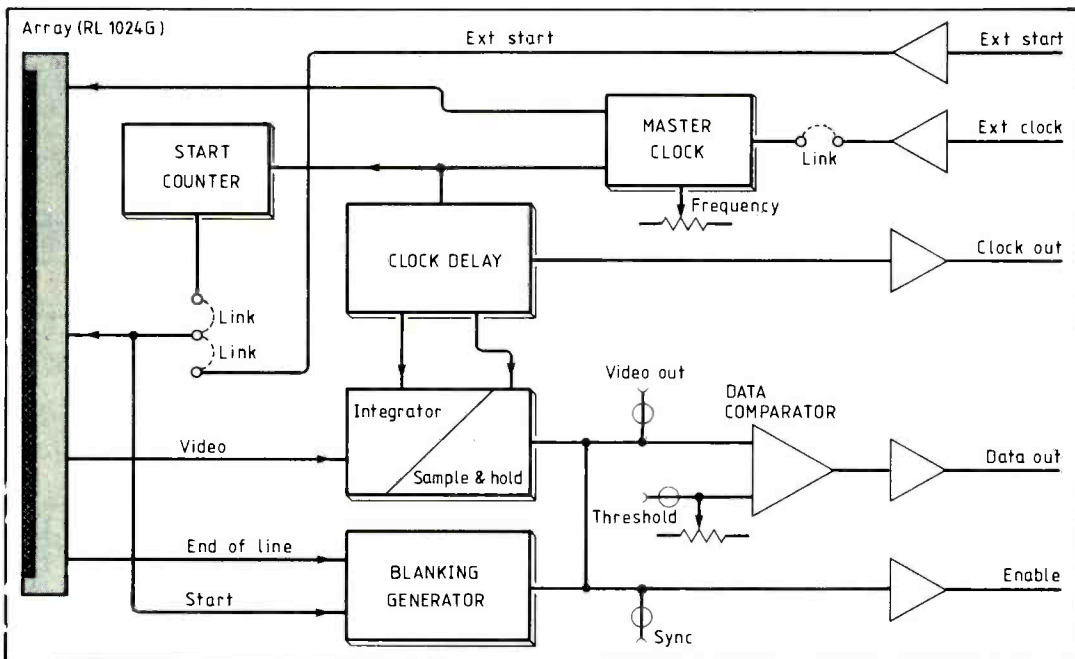 Array (RL 1024G)
Ext start
Ext start
MASTER
CLOCK
Link
Ext clock
START
COUNTER
Frequency
CLOCK DELAY
Clock out
Link
Link
Video out
DATA
COMPARATOR
Integrator
Sample & hold
Video
Data out
Threshold
End of line
BLANKING
GENERATOR
Enable
Start
Sync